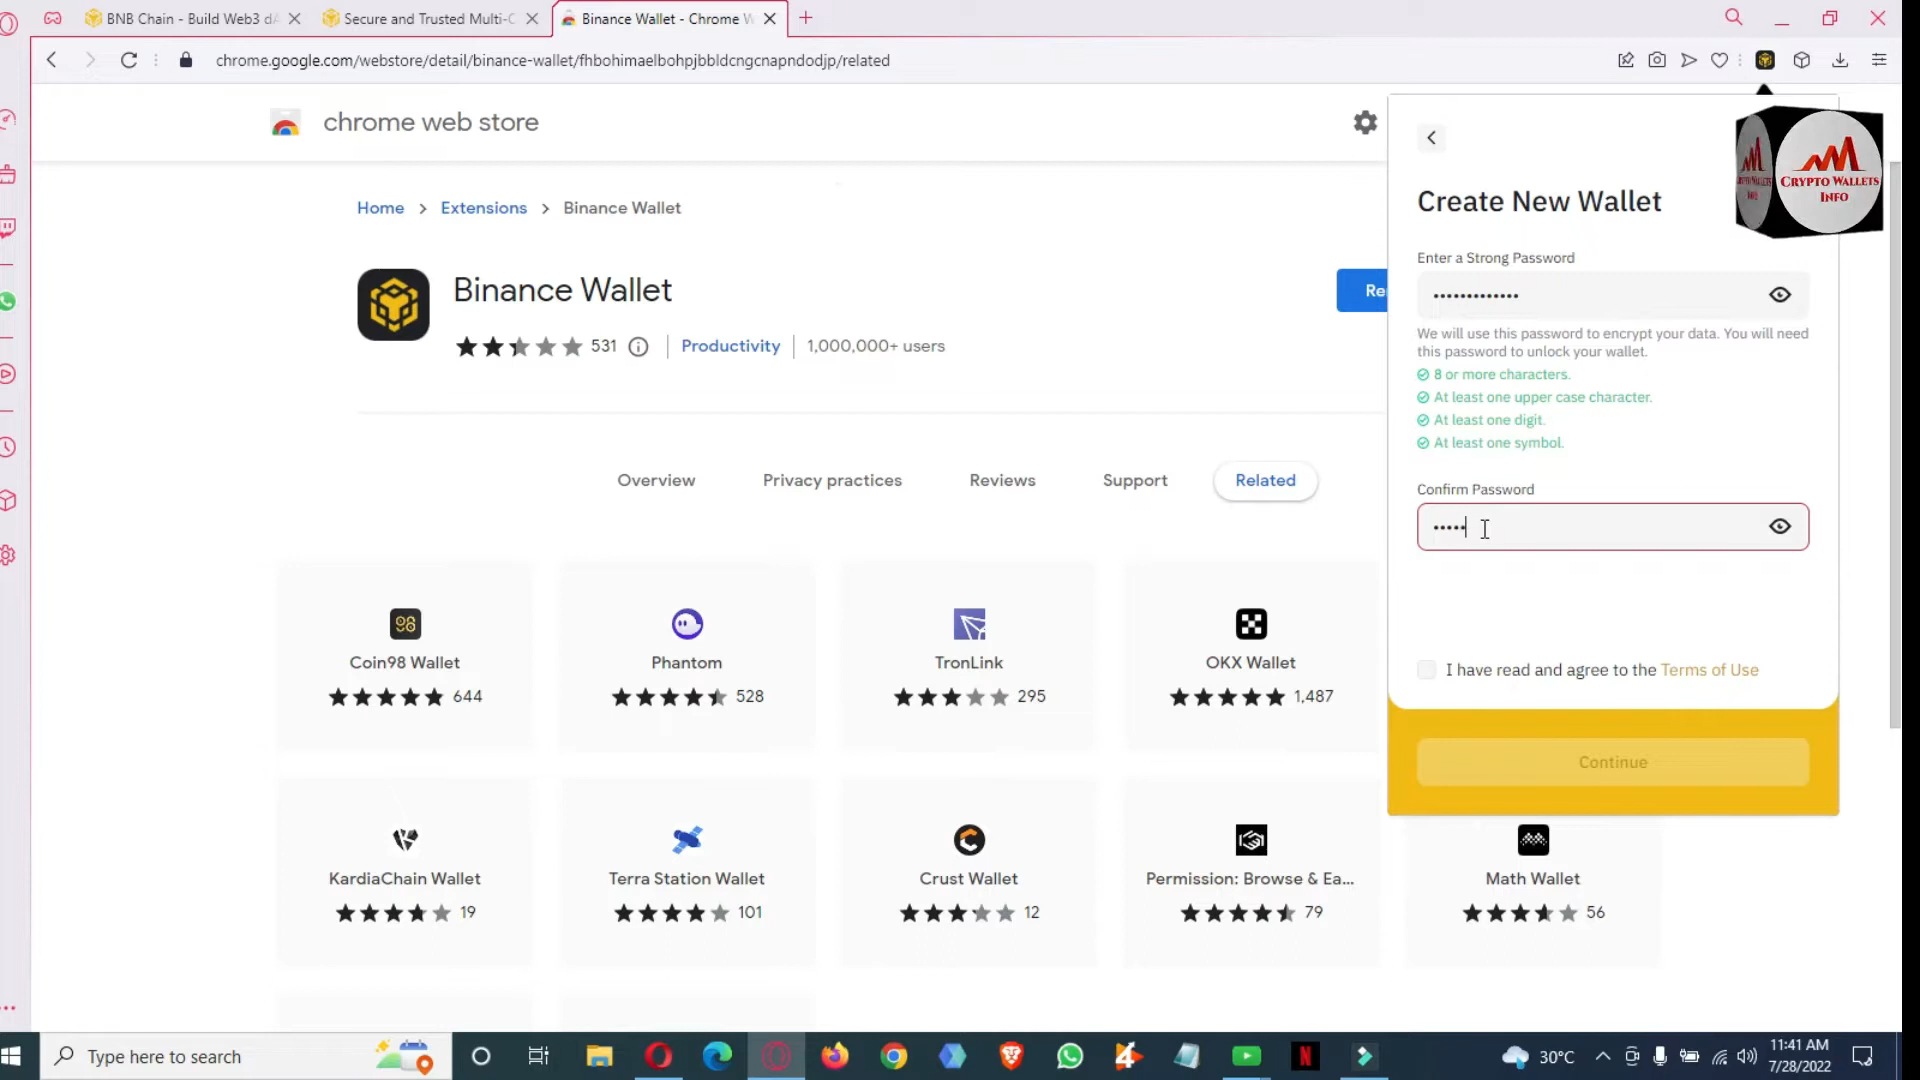 BNB Chain - Build Web3 dA
Secure and Trusted Multi-C
Binance Wallet - Chrome W
chrome.google.com/webstore/detail/binance-wallet/fhbohimaelbohpjbbldcngcnapndodjp/related
chrome web store
Home
Extensions
Binance Wallet
Binance Wallet
Re
531
Productivity
1,000,000+ users
Overview
Privacy practices
Reviews
Support
Related
Coin98 Wallet
644
Phantom
528
TronLink
295
OKX Wallet
1,487
KardiaChain Wallet
19
Terra Station Wallet
101
Crust Wallet
12
Permission: Browse & Ea...
79
Math Wallet
56
CRYPTO WALLETS
INFO
Create New Wallet
Enter a Strong Password
We will use this password to encrypt your data. You will need
this password to unlock your wallet.
8 or more characters.
At least one upper case character.
At least one digit.
At least one symbol.
Confirm Password
I have read and agree to the Terms of Use
Continue
Type here to search
30°C
11:41 AM
7/28/2022